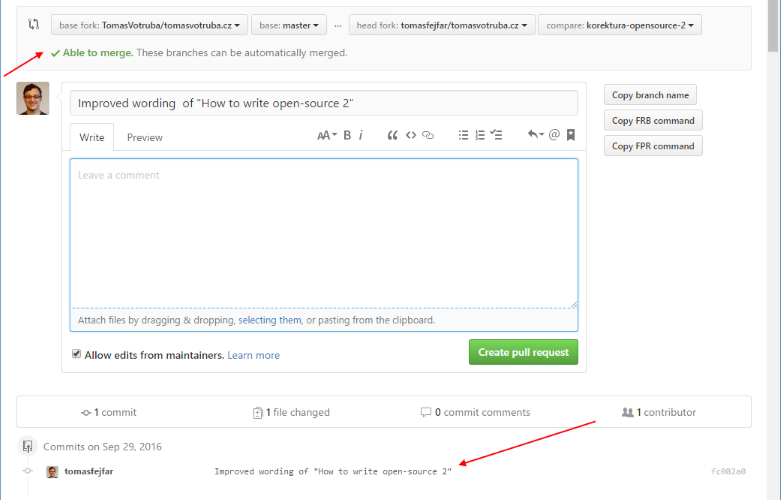 base fork: TomasVotruba/tomasvotruba.cz base: master ... head fork: tomasfejfar/tomasvotruba.cz compare: korektura-opensource-2
Able to merge. These branches can be automatically merged.
Improved wording  of "How to write open-source 2"
Copy branch name
Copy FRB command
Copy FPR command
Write Preview AA B i
Leave a comment
Attach files by dragging & dropping, selecting them, or pasting from the clipboard.
Allow edits from maintainers. Learn more
Create pull request
1 commit 1 file changed 0 commit comments 1 contributor
Commits on Sep 29, 2016
tomasfejfar Improved wording of "How to write open-source 2" fc002a0